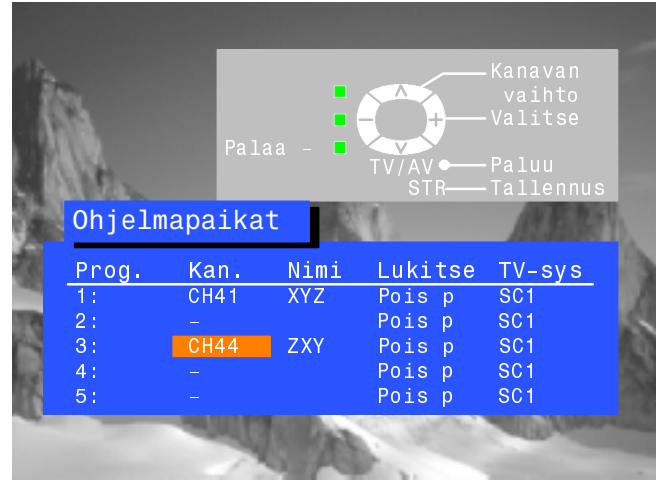 Kanavan
vaihto
Valitse
Palaa –
TV/AV Paluu
STR Tallennus
Ohjelmapaikat
Prog. Kan. Nimi Lukitse TV-sys
1: CH41 XYZ Pois p SC1
2: – Pois p SC1
3: CH44 ZXY Pois p SC1
4: – Pois p SC1
5: – Pois p SC1